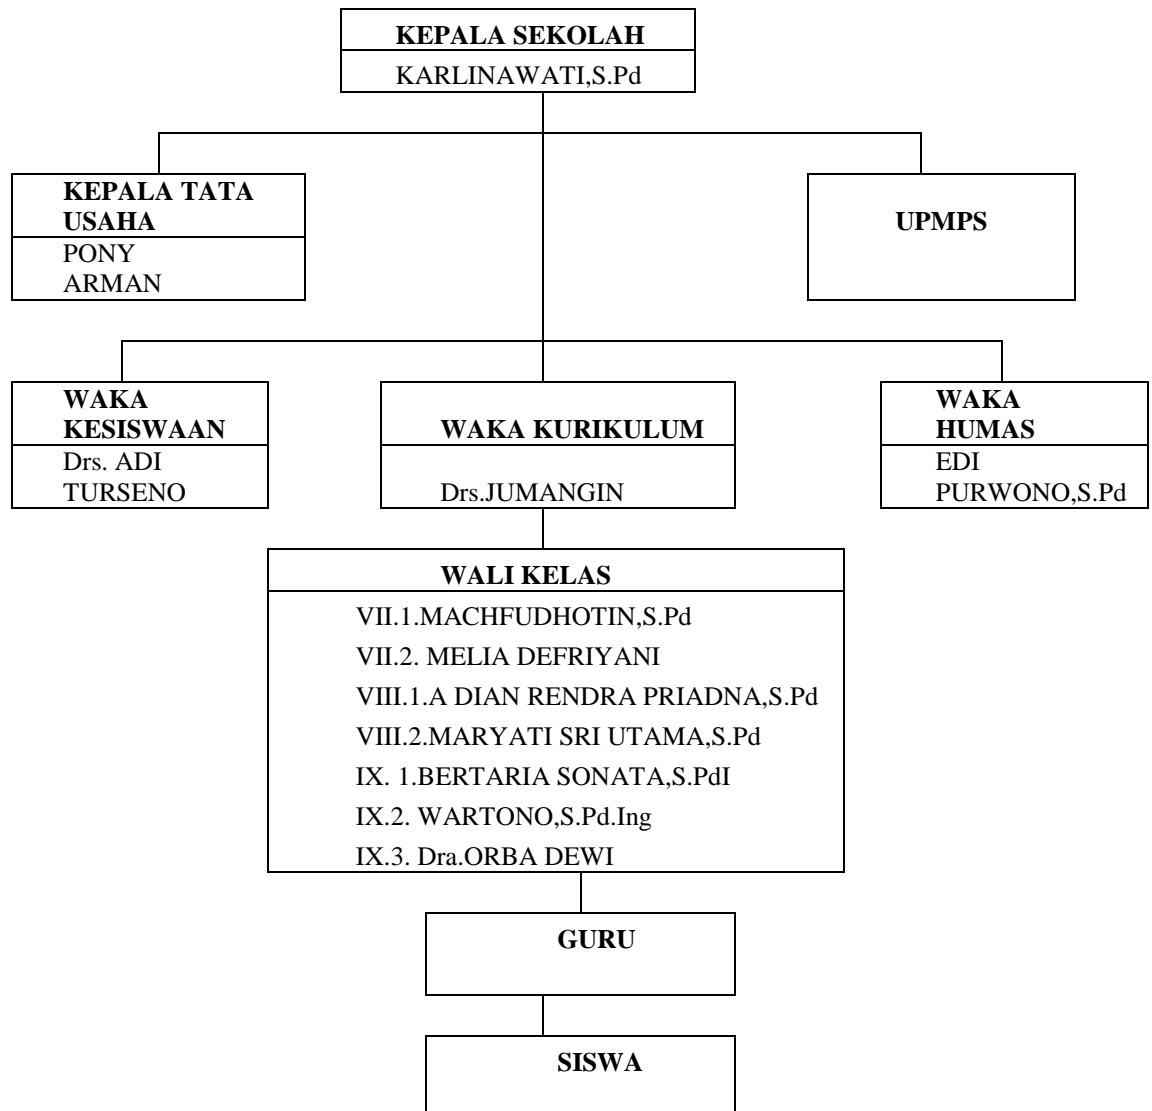 KEPALA SEKOLAH
KARLINAWATI,S.Pd
KEPALA TATA
USAHA
PONY
ARMAN
UPMPS
WAKA
KESISWAAN
Drs. ADI
TURSENO
WAKA KURIKULUM
Drs.JUMANGIN
WAKA
HUMAS
EDI
PURWONO,S.Pd
WALI KELAS
VII.1.MACHFUDHOTIN,S.Pd
VII.2. MELIA DEFRIYANI
VIII.1.A DIAN RENDRA PRIADNA,S.Pd
VIII.2.MARYATI SRI UTAMA,S.Pd
IX. 1.BERTARIA SONATA,S.PdI
IX.2. WARTONO,S.Pd.Ing
IX.3. Dra.ORBA DEWI
GURU
SISWA